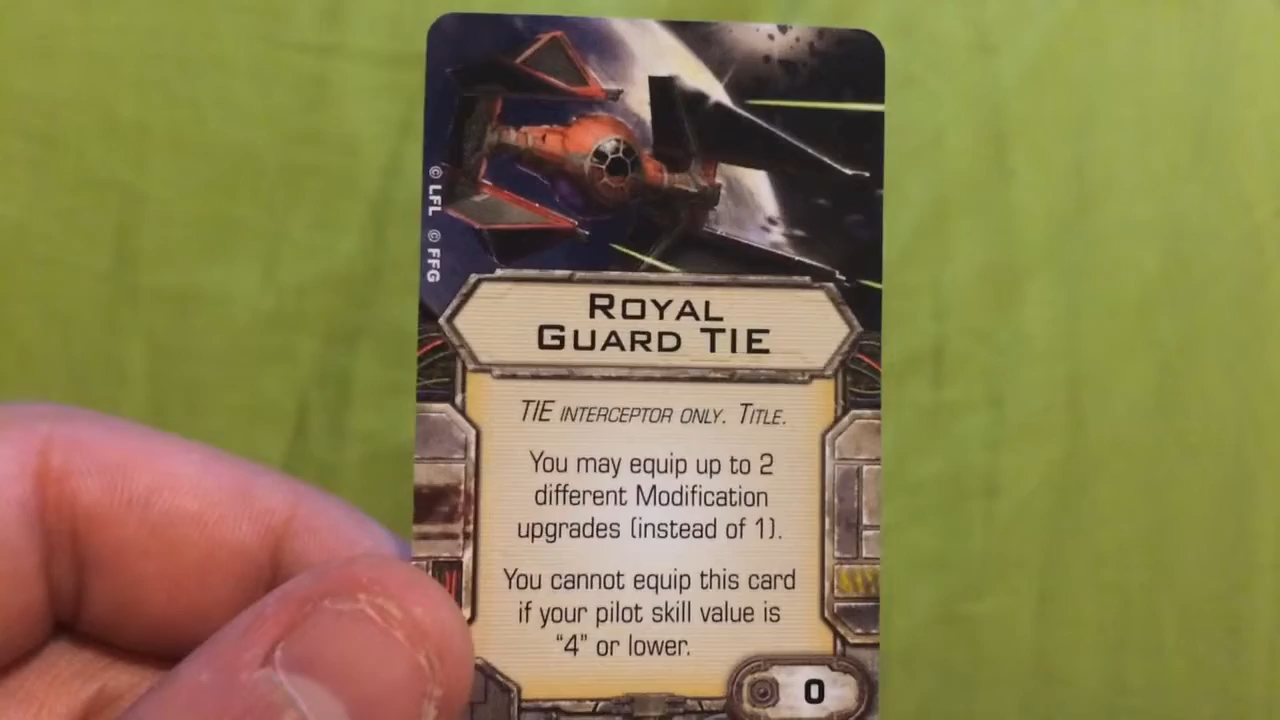 © LFL © FFG
ROYAL
GUARD TIE
TIE INTERCEPTOR ONLY. TITLE.
You may equip up to 2
different Modification
upgrades (instead of 1).
You cannot equip this card
if your pilot skill value is
“4” or lower.
0